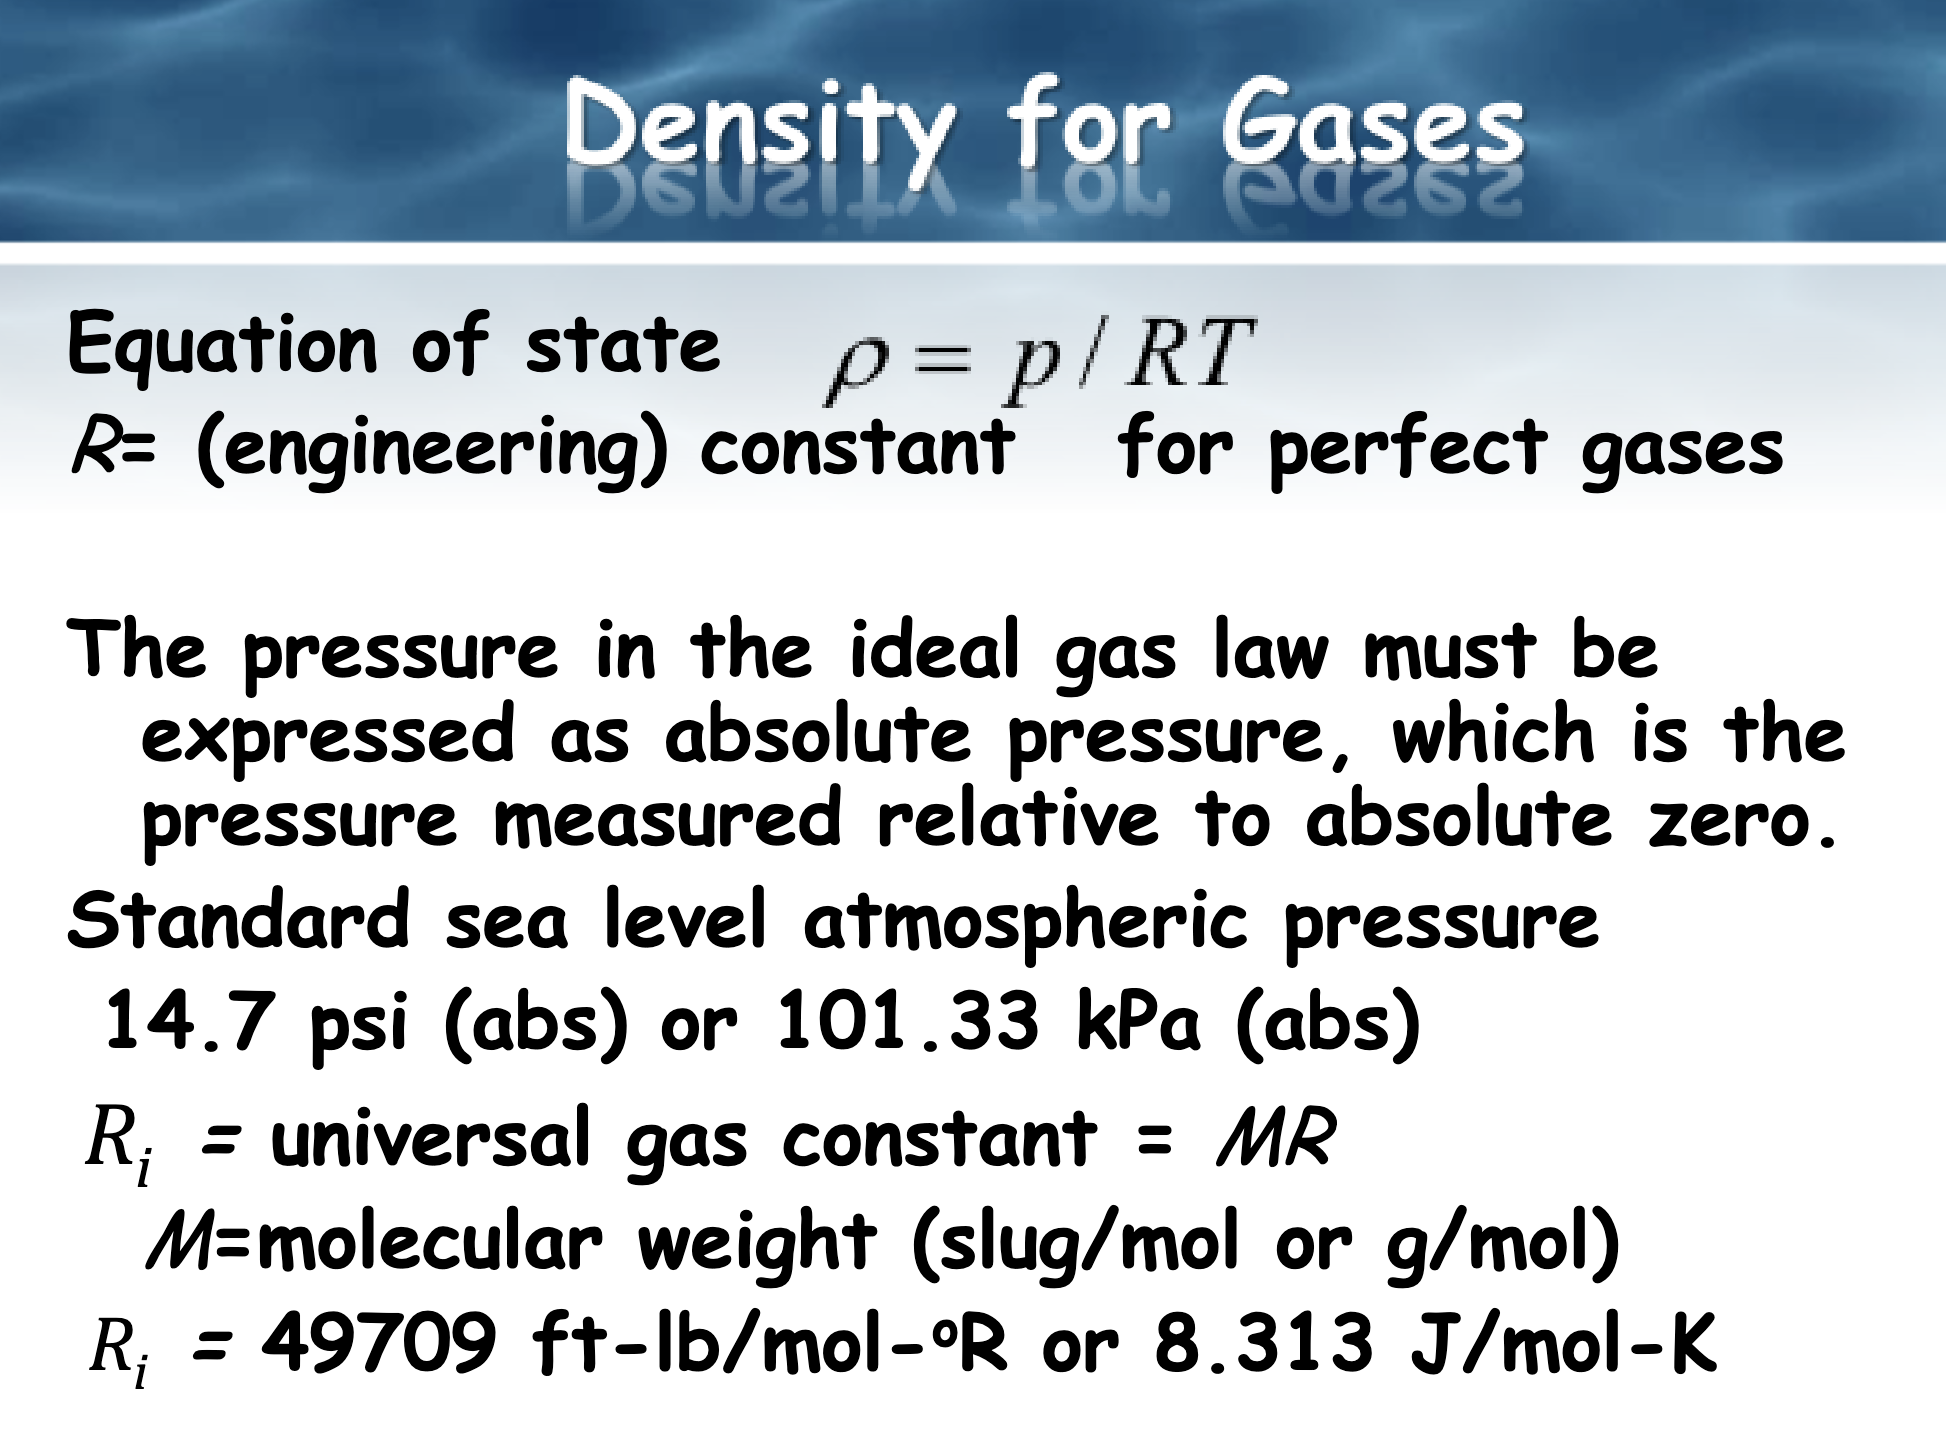 Density for Gases
Equation of state ρ = p / RT
R= (engineering) constant for perfect gases
The pressure in the ideal gas law must be
expressed as absolute pressure, which is the
pressure measured relative to absolute zero.
Standard sea level atmospheric pressure
14.7 psi (abs) or 101.33 kPa (abs)
Rᵢ = universal gas constant = MR
M=molecular weight (slug/mol or g/mol)
Rᵢ = 49709 ft-lb/mol-ºR or 8.313 J/mol-K